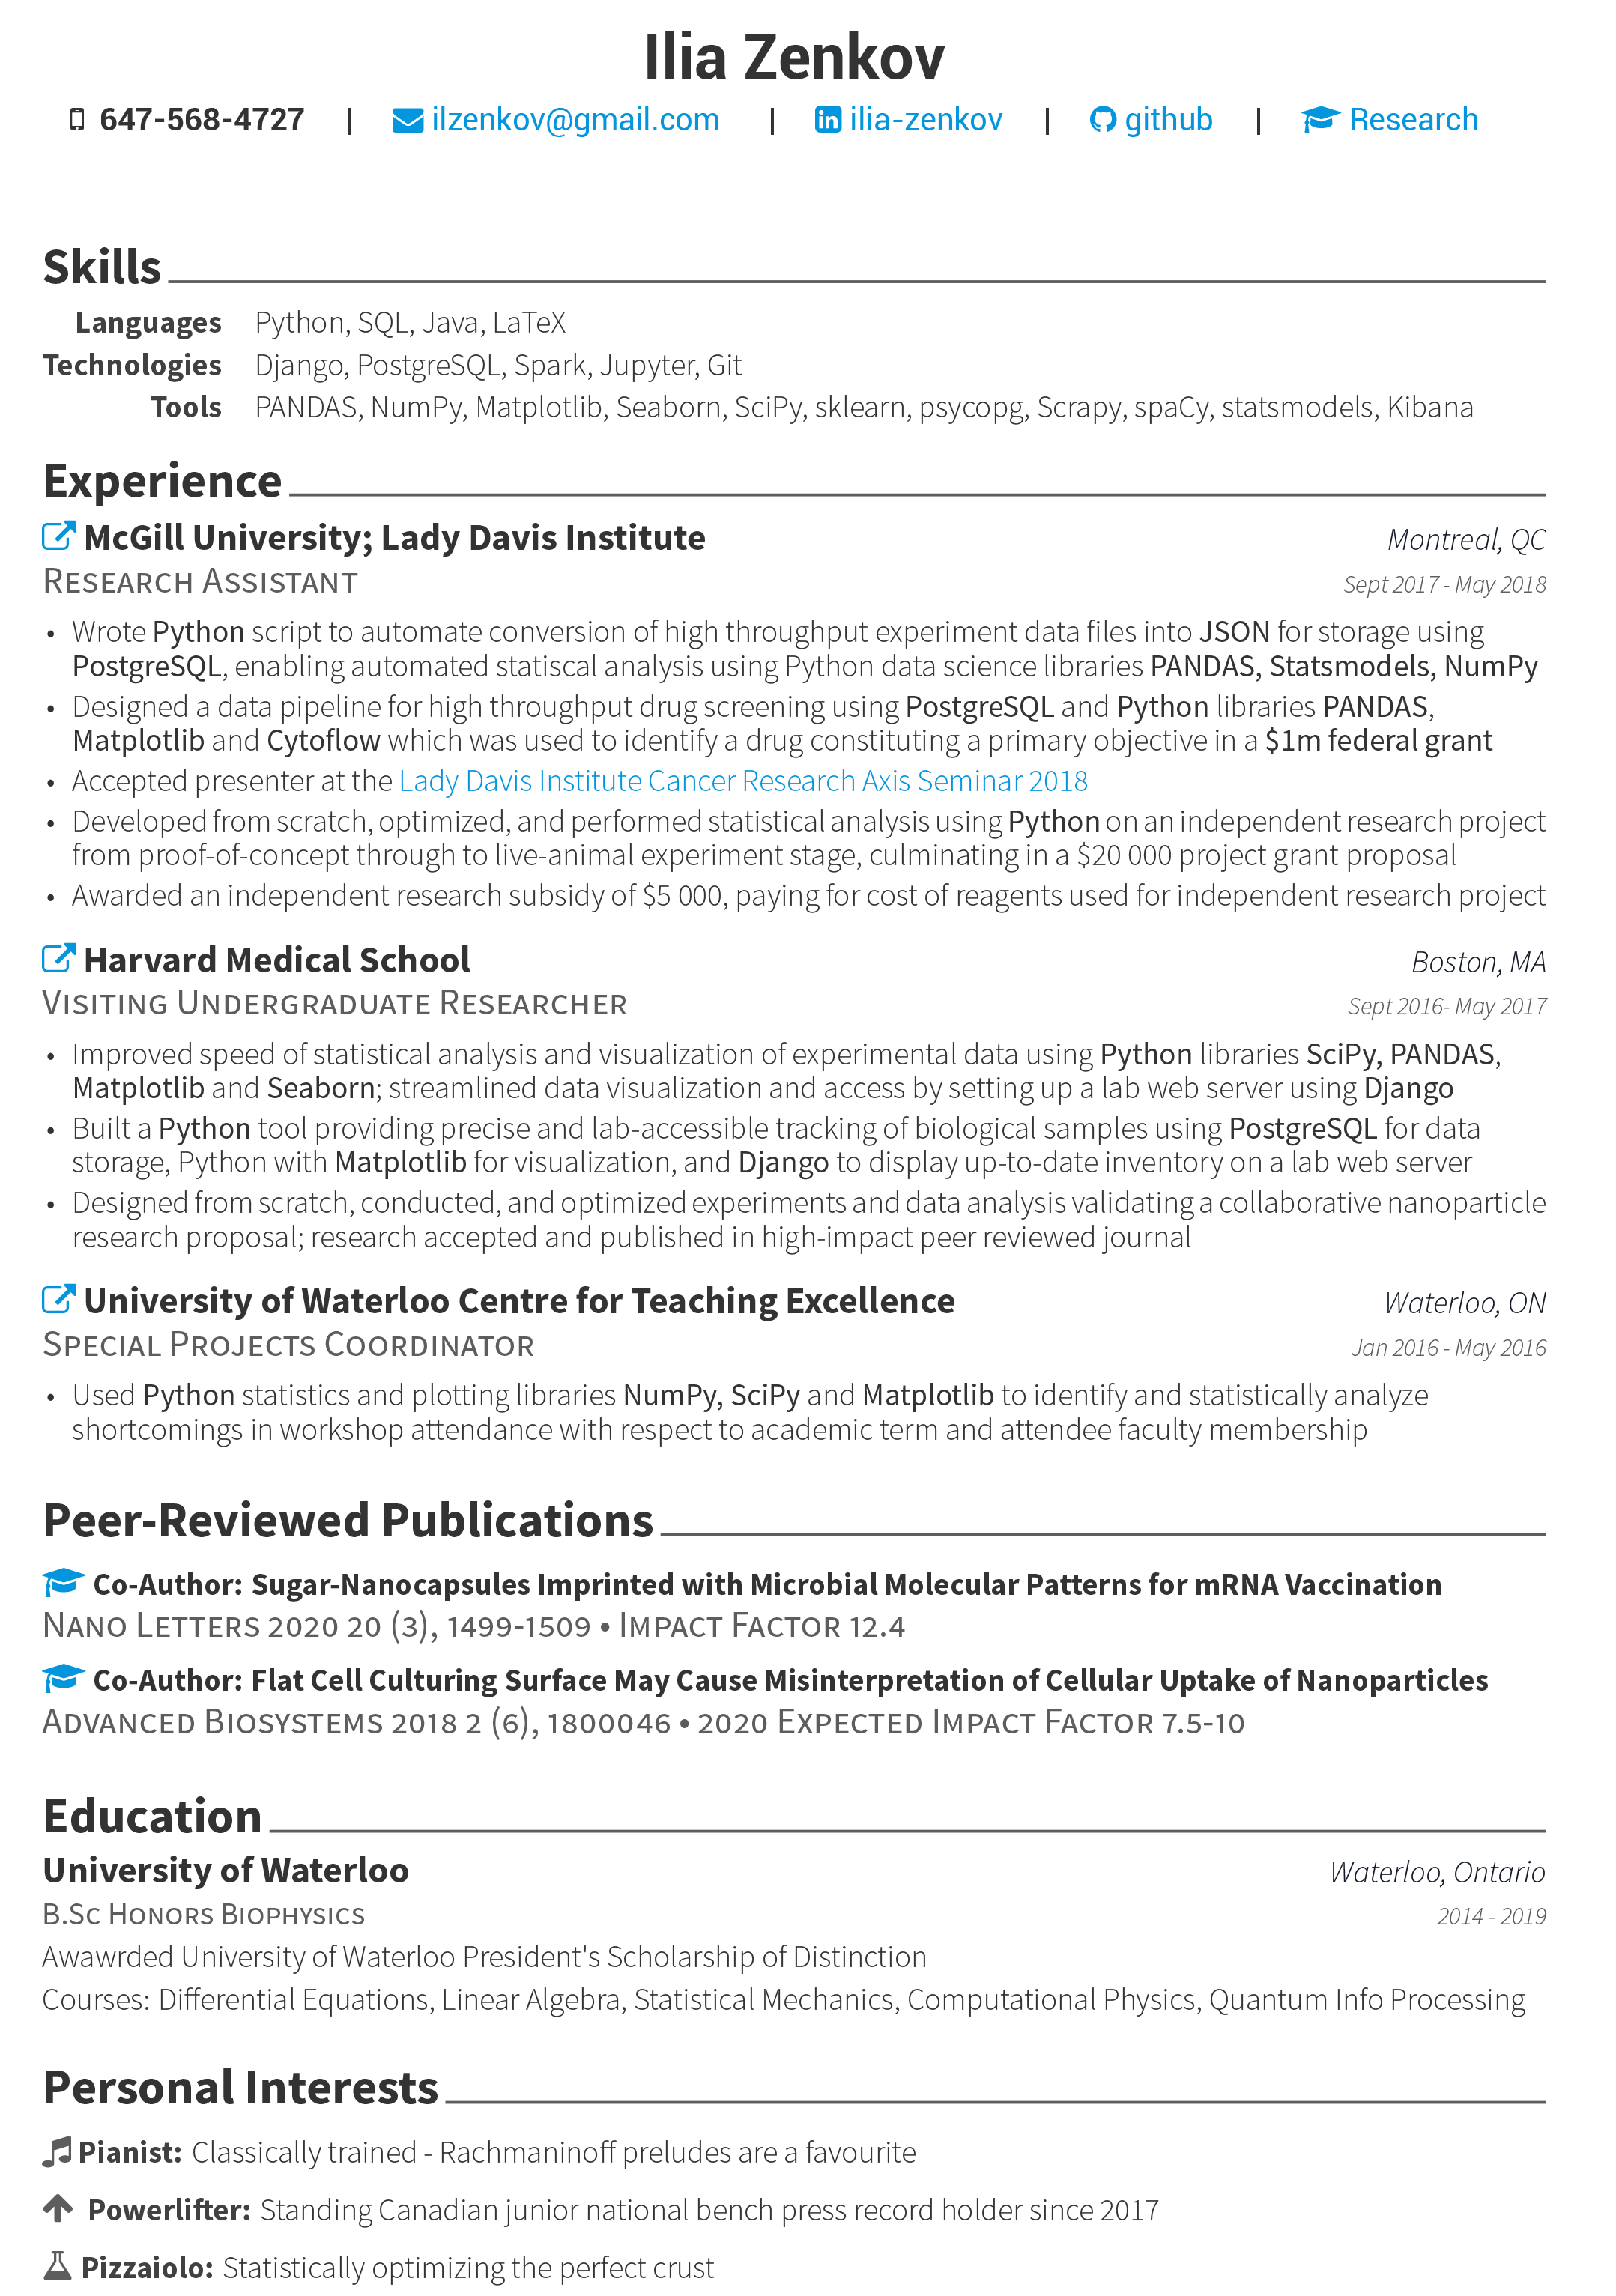 Ilia Zenkov
647-568-4727 | ilzenkov@gmail.com | ilia-zenkov | github | Research
Skills
Languages Python, SQL, Java, LaTeX
Technologies Django, PostgreSQL, Spark, Jupyter, Git
Tools PANDAS, NumPy, Matplotlib, Seaborn, SciPy, sklearn, psycopg, Scrapy, spaCy, statsmodels, Kibana
Experience
McGill University; Lady Davis Institute Montreal, QC
Research Assistant Sept 2017 - May 2018
• Wrote Python script to automate conversion of high throughput experiment data files into JSON for storage using
PostgreSQL, enabling automated statiscal analysis using Python data science libraries PANDAS, Statsmodels, NumPy
• Designed a data pipeline for high throughput drug screening using PostgreSQL and Python libraries PANDAS,
Matplotlib and Cytoflow which was used to identify a drug constituting a primary objective in a $1m federal grant
• Accepted presenter at the Lady Davis Institute Cancer Research Axis Seminar 2018
• Developed from scratch, optimized, and performed statistical analysis using Python on an independent research project
from proof-of-concept through to live-animal experiment stage, culminating in a $20 000 project grant proposal
• Awarded an independent research subsidy of $5 000, paying for cost of reagents used for independent research project
Harvard Medical School Boston, MA
Visiting Undergraduate Researcher Sept 2016- May 2017
• Improved speed of statistical analysis and visualization of experimental data using Python libraries SciPy, PANDAS,
Matplotlib and Seaborn; streamlined data visualization and access by setting up a lab web server using Django
• Built a Python tool providing precise and lab-accessible tracking of biological samples using PostgreSQL for data
storage, Python with Matplotlib for visualization, and Django to display up-to-date inventory on a lab web server
• Designed from scratch, conducted, and optimized experiments and data analysis validating a collaborative nanoparticle
research proposal; research accepted and published in high-impact peer reviewed journal
University of Waterloo Centre for Teaching Excellence Waterloo, ON
Special Projects Coordinator Jan 2016 - May 2016
• Used Python statistics and plotting libraries NumPy, SciPy and Matplotlib to identify and statistically analyze
shortcomings in workshop attendance with respect to academic term and attendee faculty membership
Peer-Reviewed Publications
Co-Author: Sugar-Nanocapsules Imprinted with Microbial Molecular Patterns for mRNA Vaccination
Nano Letters 2020 20 (3), 1499-1509 • Impact Factor 12.4
Co-Author: Flat Cell Culturing Surface May Cause Misinterpretation of Cellular Uptake of Nanoparticles
Advanced Biosystems 2018 2 (6), 1800046 • 2020 Expected Impact Factor 7.5-10
Education
University of Waterloo Waterloo, Ontario
B.Sc Honors Biophysics 2014 - 2019
Awawrded University of Waterloo President's Scholarship of Distinction
Courses: Differential Equations, Linear Algebra, Statistical Mechanics, Computational Physics, Quantum Info Processing
Personal Interests
Pianist: Classically trained - Rachmaninoff preludes are a favourite
Powerlifter: Standing Canadian junior national bench press record holder since 2017
Pizzaiolo: Statistically optimizing the perfect crust